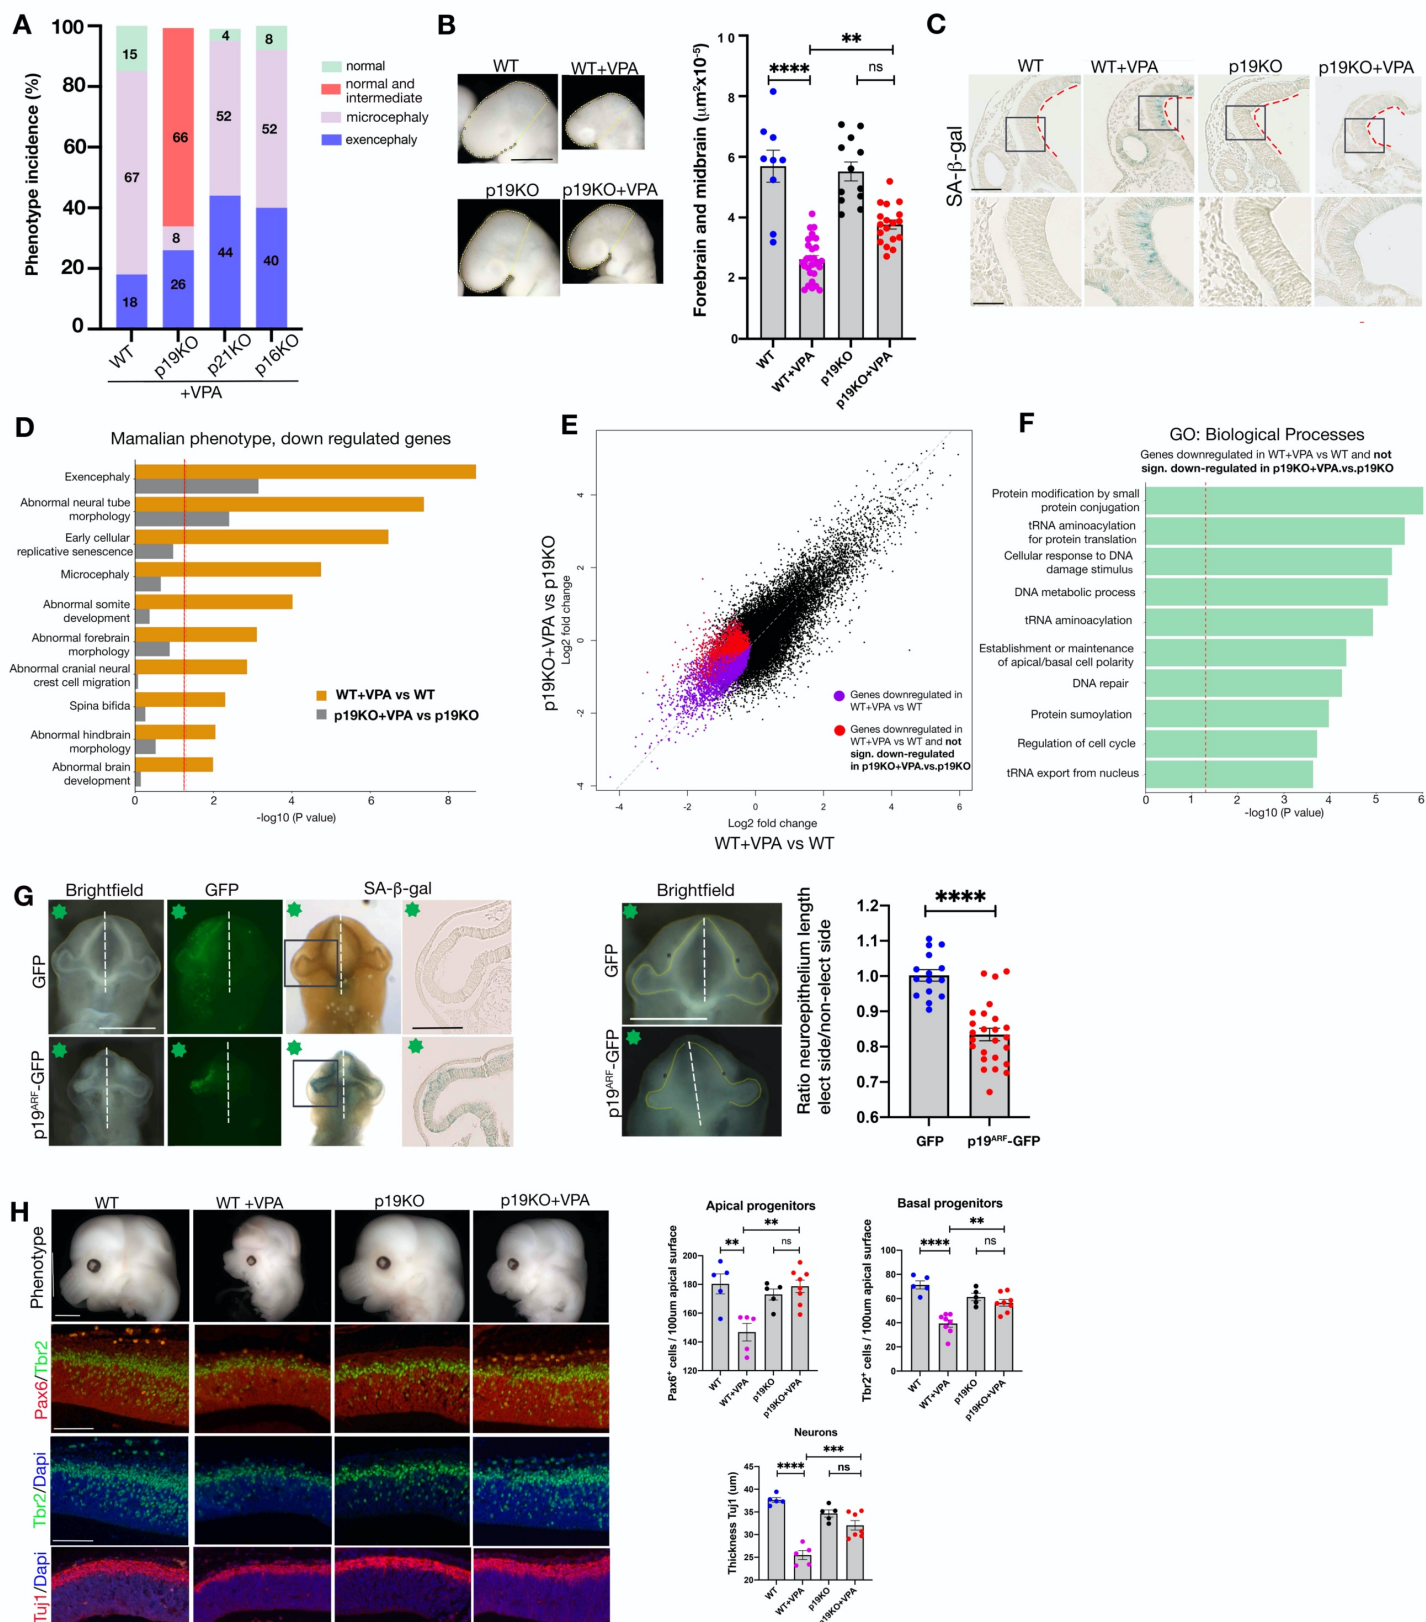 A
100
80
60
40
20
0
Phenotype incidence (%)
15
67
18
66
8
26
4
52
44
8
52
40
WT
p19KO
p21KO
p16KO
+VPA
normal
normal and
intermediate
microcephaly
exencephaly
B
WT
WT+VPA
p19KO
p19KO+VPA
Forebrain and midbrain (μm²x10-⁵)
10
8
6
4
2
0
****
**
ns
WT
WT+VPA
p19KO
p19KO+VPA
C
WT
WT+VPA
p19KO
p19KO+VPA
SA-β-gal
D
Mamalian phenotype, down regulated genes
Exencephaly
Abnormal neural tube
morphology
Early cellular
replicative senescence
Microcephaly
Abnormal somite
development
Abnormal forebrain
morphology
Abnormal cranial neural
crest cell migration
Spina bifida
Abnormal hindbrain
morphology
Abnormal brain
development
WT+VPA vs WT
p19KO+VPA vs p19KO
0 2 4 6 8
-log10 (P value)
E
p19KO+VPA vs p19KO
Log2 fold change
4
2
0
-2
-4
Genes downregulated in
WT+VPA vs WT
Genes downregulated in
WT+VPA vs WT and not
sign. down-regulated
in p19KO+VPA.vs.p19KO
-4 -2 0 2 4 6
Log2 fold change
WT+VPA vs WT
F
GO: Biological Processes
Genes downregulated in WT+VPA vs WT and not
sign. down-regulated in p19KO+VPA.vs.p19KO
Protein modification by small
protein conjugation
tRNA aminoacylation
for protein translation
Cellular response to DNA
damage stimulus
DNA metabolic process
tRNA aminoacylation
Establishment or maintenance
of apical/basal cell polarity
DNA repair
Protein sumoylation
Regulation of cell cycle
tRNA export from nucleus
0 1 2 3 4 5 6
-log10 (P value)
G
Brightfield
GFP
SA-β-gal
GFP
p19ᴬᴿᶠ-GFP
Brightfield
GFP
p19ᴬᴿᶠ-GFP
Ratio neuroepithelium length
elect side/non-elect side
1.2
1.1
1.0
0.9
0.8
0.7
0.6
****
GFP
p19ᴬᴿᶠ-GFP
H
WT
WT +VPA
p19KO
p19KO+VPA
Phenotype
Pax6/Tbr2
Tbr2/Dapi
Tuj1/Dapi
Apical progenitors
Pax6⁺ cells / 100um apical surface
200
180
160
140
120
**
**
ns
WT
WT+VPA
p19KO
p19KO+VPA
Basal progenitors
Tbr2⁺ cells / 100um apical surface
100
80
60
40
20
0
****
**
ns
WT
WT+VPA
p19KO
p19KO+VPA
Neurons
Thickness Tuj1 (um)
45
40
35
30
25
20
****
***
ns
WT
WT+VPA
p19KO
p19KO+VPA